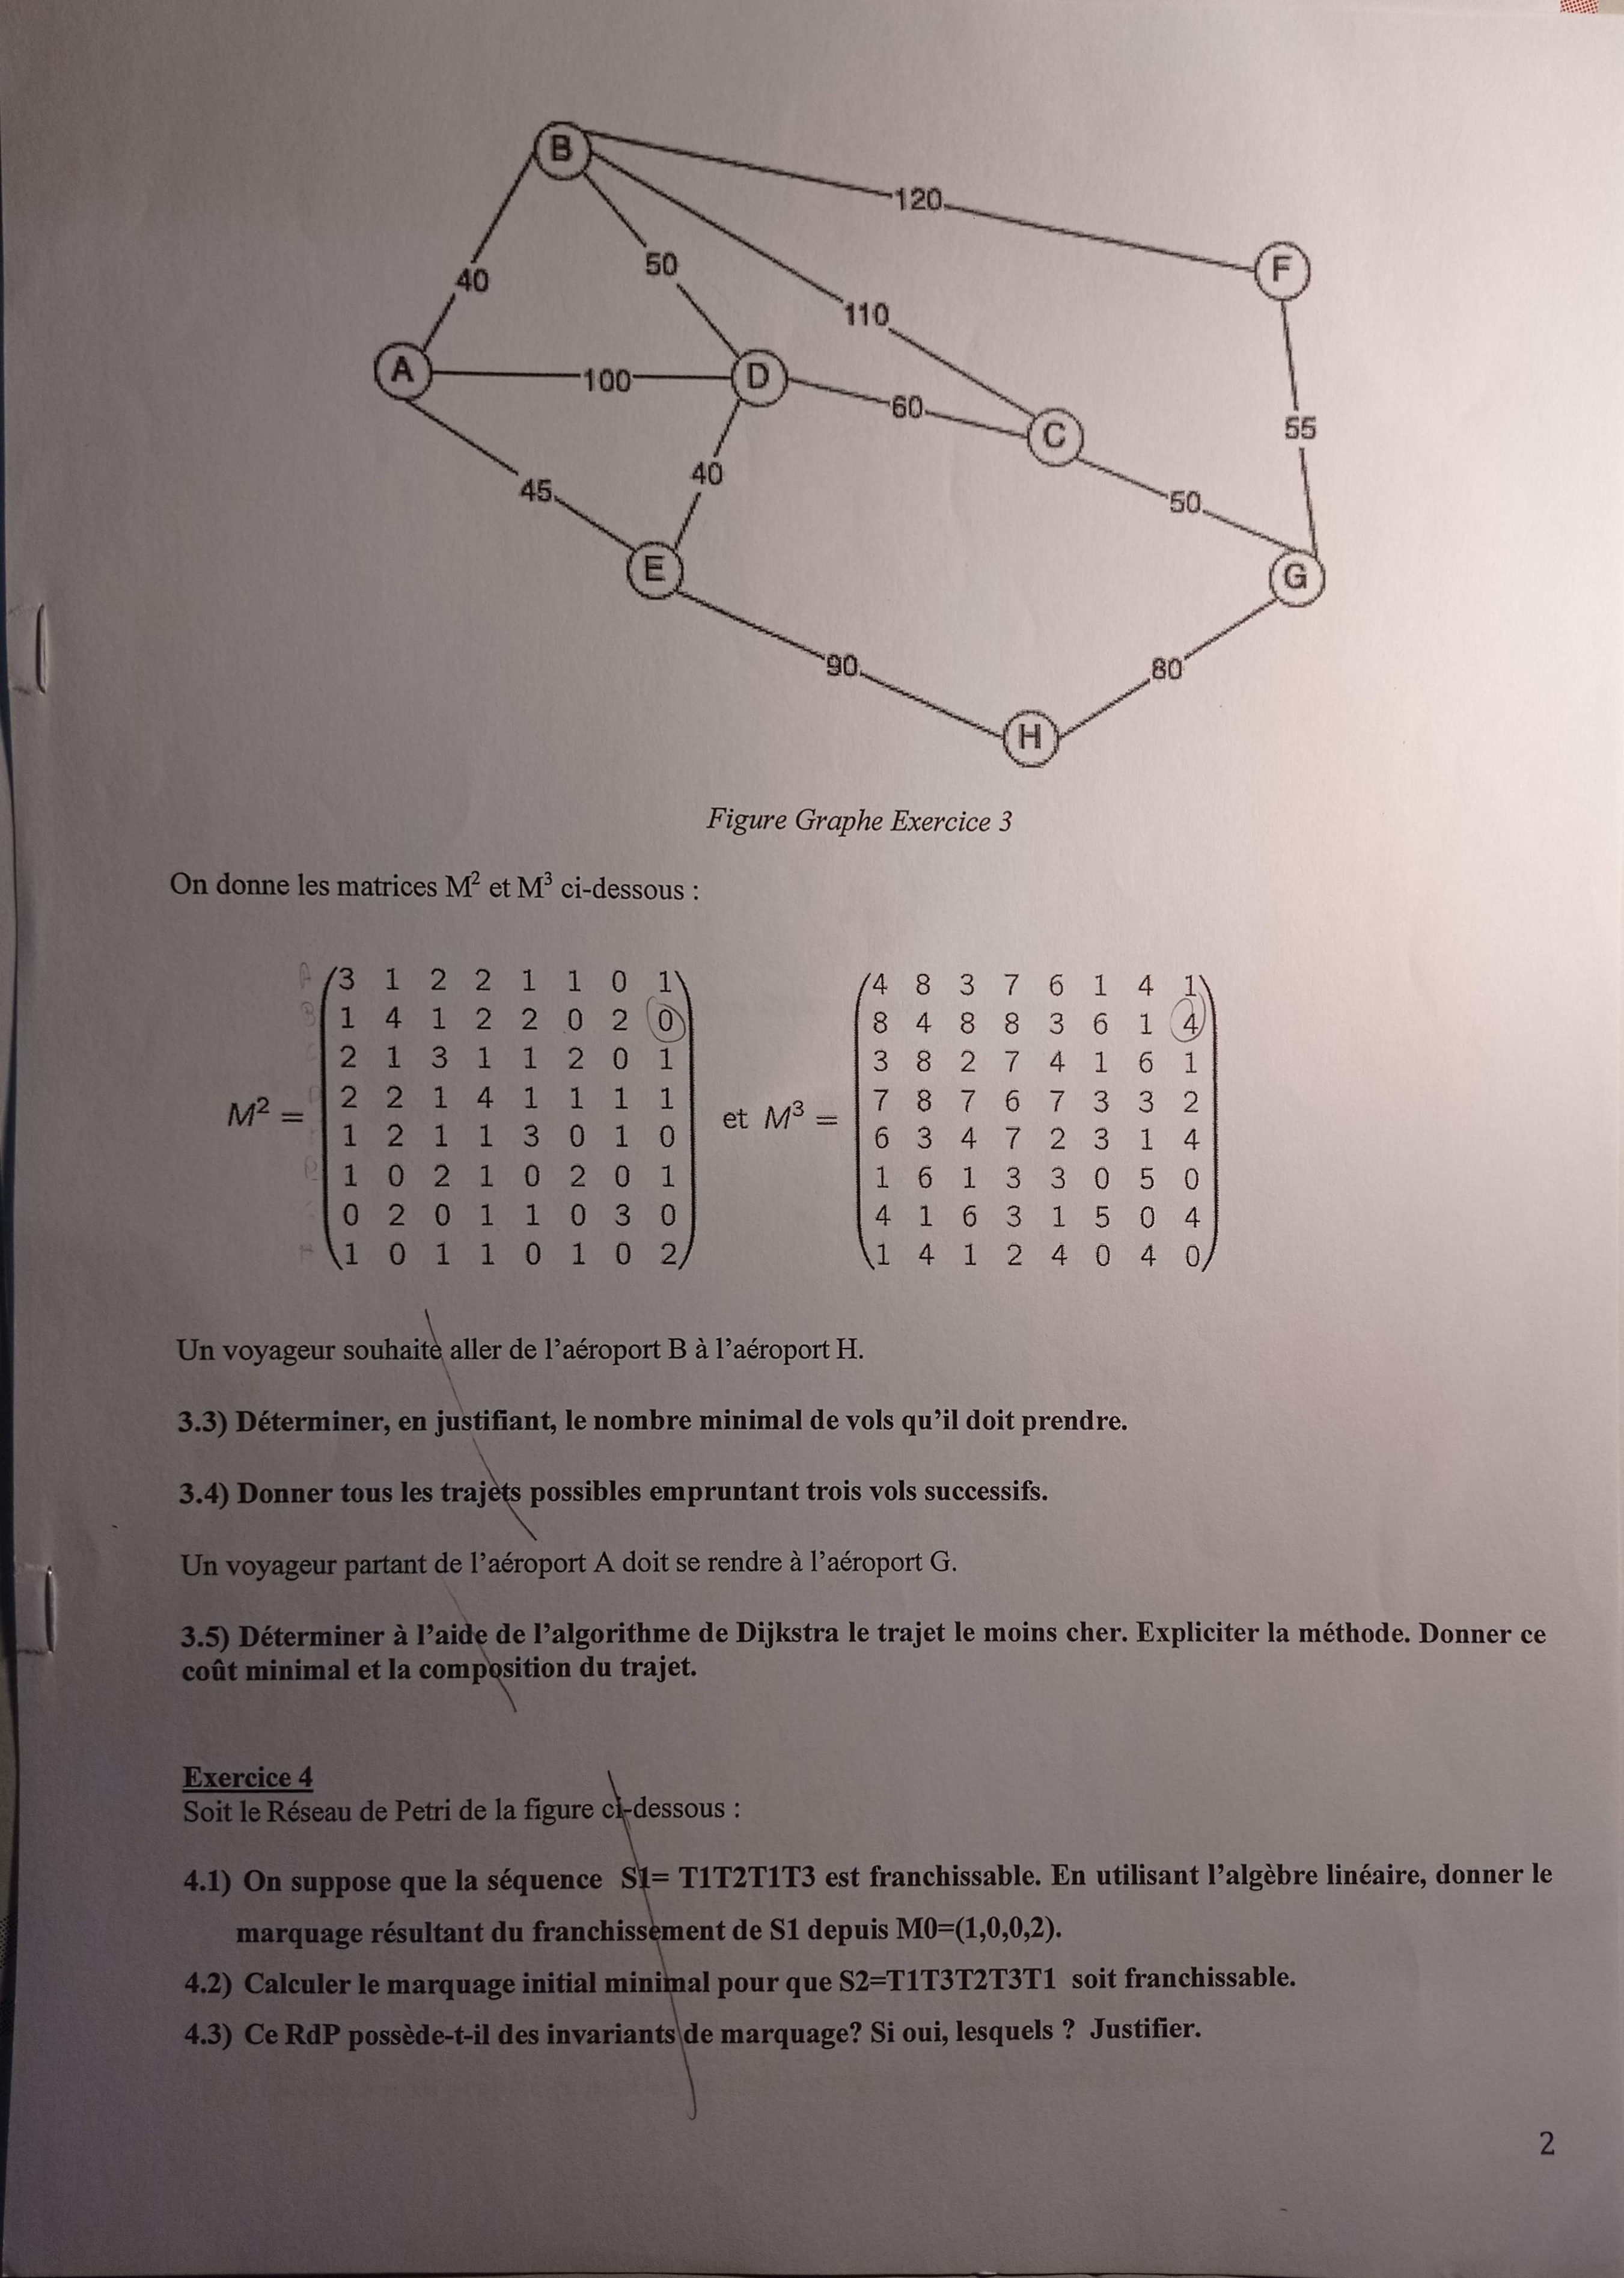 B
120
F
40
50
110
A
100
D
60
C
55
45
40
50
E
G
90
80
H
Figure Graphe Exercice 3
On donne les matrices M² et M³ ci-dessous :
M² =
3 1 2 2 1 1 0 1
1 4 1 2 2 0 2 0
2 1 3 1 1 2 0 1
2 2 1 4 1 1 1 1
1 2 1 1 3 0 1 0
1 0 2 1 0 2 0 1
0 2 0 1 1 0 3 0
1 0 1 1 0 1 0 2
et M³ =
4 8 3 7 6 1 4 1
8 4 8 8 3 6 1 4
3 8 2 7 4 1 6 1
7 8 7 6 7 3 3 2
6 3 4 7 2 3 1 4
1 6 1 3 3 0 5 0
4 1 6 3 1 5 0 4
1 4 1 2 4 0 4 0
Un voyageur souhaite aller de l'aéroport B à l'aéroport H.
3.3) Déterminer, en justifiant, le nombre minimal de vols qu'il doit prendre.
3.4) Donner tous les trajets possibles empruntant trois vols successifs.
Un voyageur partant de l'aéroport A doit se rendre à l'aéroport G.
3.5) Déterminer à l'aide de l'algorithme de Dijkstra le trajet le moins cher. Expliciter la méthode. Donner ce
coût minimal et la composition du trajet.
Exercice 4
Soit le Réseau de Petri de la figure ci-dessous :
4.1) On suppose que la séquence S1= T1T2T1T3 est franchissable. En utilisant l'algèbre linéaire, donner le
marquage résultant du franchissement de S1 depuis M0=(1,0,0,2).
4.2) Calculer le marquage initial minimal pour que S2=T1T3T2T3T1 soit franchissable.
4.3) Ce RdP possède-t-il des invariants de marquage? Si oui, lesquels ? Justifier.
2